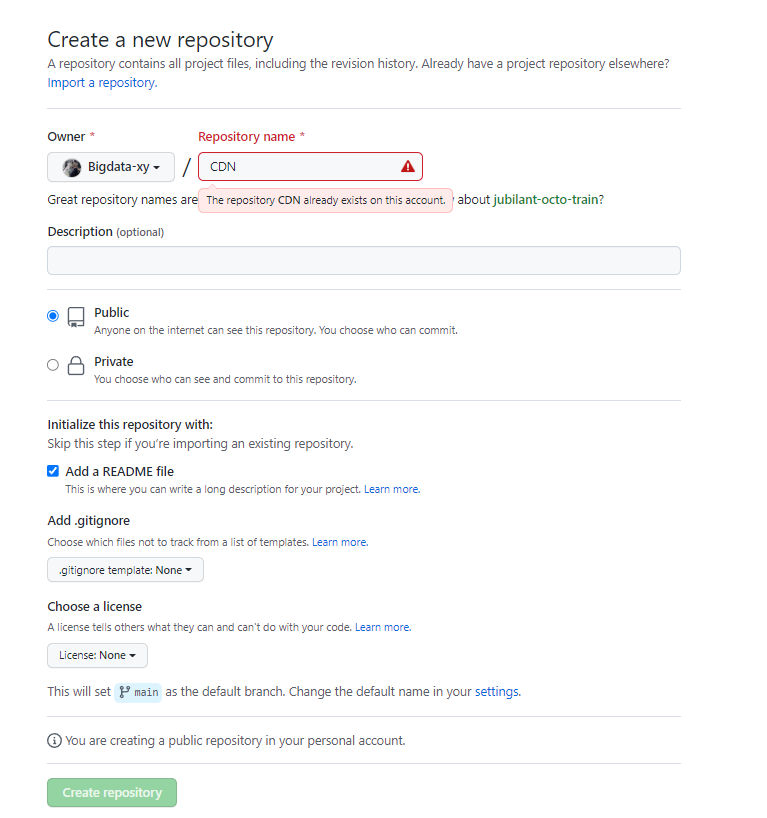 Create a new repository
A repository contains all project files, including the revision history. Already have a project repository elsewhere?
Import a repository.
Owner *
Repository name *
Bigdata-xy
/
CDN
Great repository names are
The repository CDN already exists on this account.
about jubilant-octo-train?
Description (optional)
Public
Anyone on the internet can see this repository. You choose who can commit.
Private
You choose who can see and commit to this repository.
Initialize this repository with:
Skip this step if you're importing an existing repository.
Add a README file
This is where you can write a long description for your project. Learn more.
Add .gitignore
Choose which files not to track from a list of templates. Learn more.
.gitignore template: None
Choose a license
A license tells others what they can and can't do with your code. Learn more.
License: None
This will set main as the default branch. Change the default name in your settings.
You are creating a public repository in your personal account.
Create repository